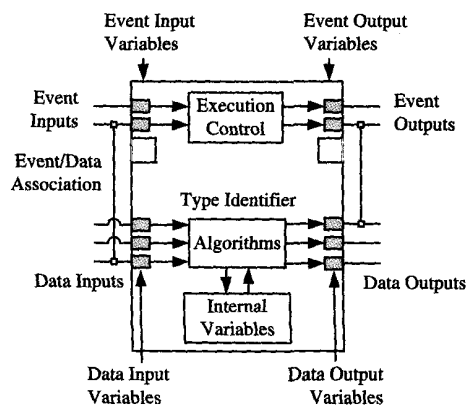 Event Input
Variables
Event Output
Variables
Event
Inputs
Execution
Control
Event
Outputs
Event/Data
Association
Type Identifier
Algorithms
Data Inputs
Data Outputs
Internal
Variables
Data Input
Variables
Data Output
Variables